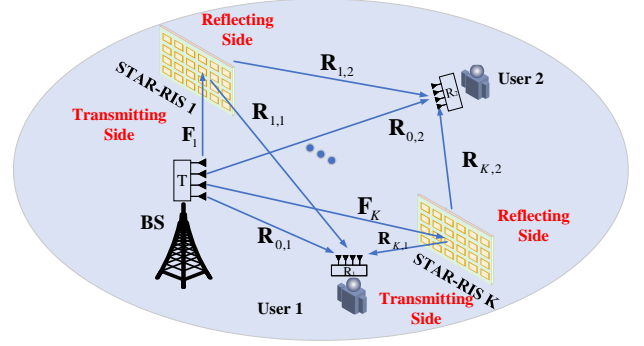 Reflecting
Side
STAR-RIS 1
R1,2
User 2
R2
Transmitting
Side
F1
R1,1
R0,2
T
RK,2
BS
FK
Reflecting
Side
R0,1
RK,1
R1
STAR-RIS K
User 1
Transmitting
Side